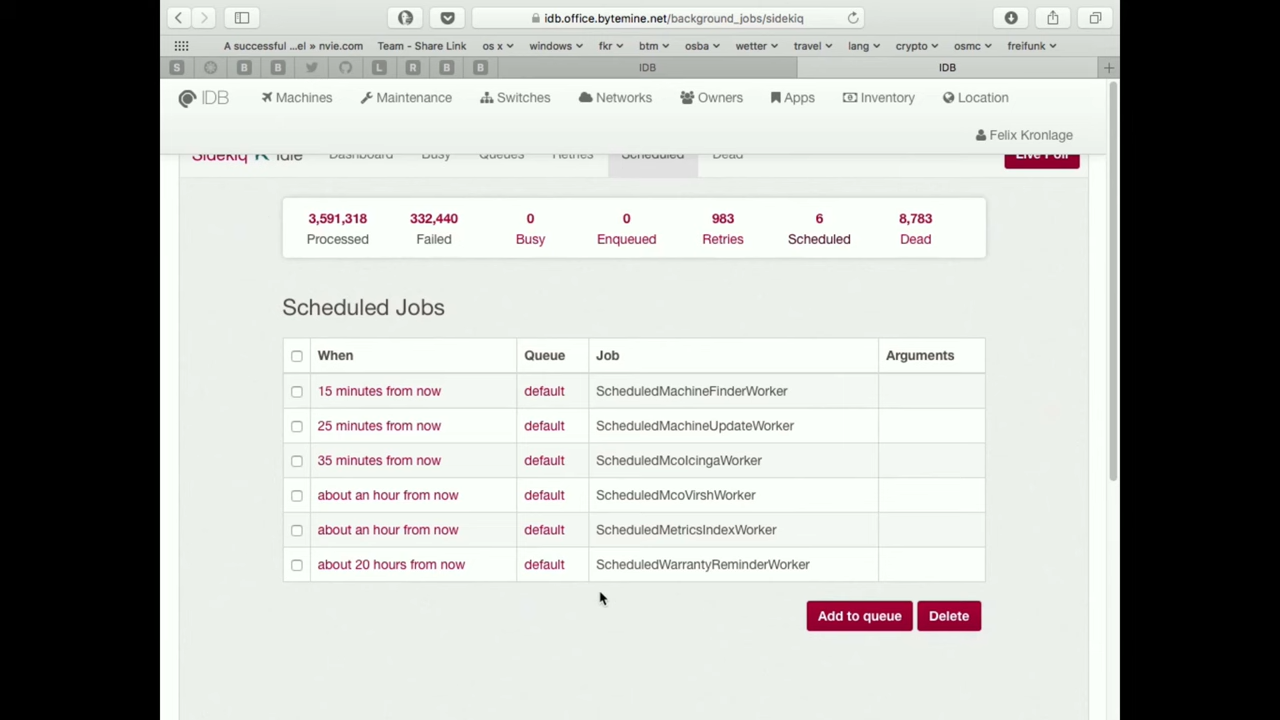 idb.office.bytemine.net/background_jobs/sidekiq
A successful ...el » nvie.com Team - Share Link os x windows fkr btm osba wetter travel lang crypto osmc freifunk
S B B L R B B IDB IDB
IDB Machines Maintenance Switches Networks Owners Apps Inventory Location
Felix Kronlage
Sidekiq Idle Dashboard Busy Queues Retries Scheduled Dead Live Poll
3,591,318 332,440 0 0 983 6 8,783
Processed Failed Busy Enqueued Retries Scheduled Dead
Scheduled Jobs
When Queue Job Arguments
15 minutes from now default ScheduledMachineFinderWorker
25 minutes from now default ScheduledMachineUpdateWorker
35 minutes from now default ScheduledMcoIcingaWorker
about an hour from now default ScheduledMcoVirshWorker
about an hour from now default ScheduledMetricsIndexWorker
about 20 hours from now default ScheduledWarrantyReminderWorker
Add to queue Delete